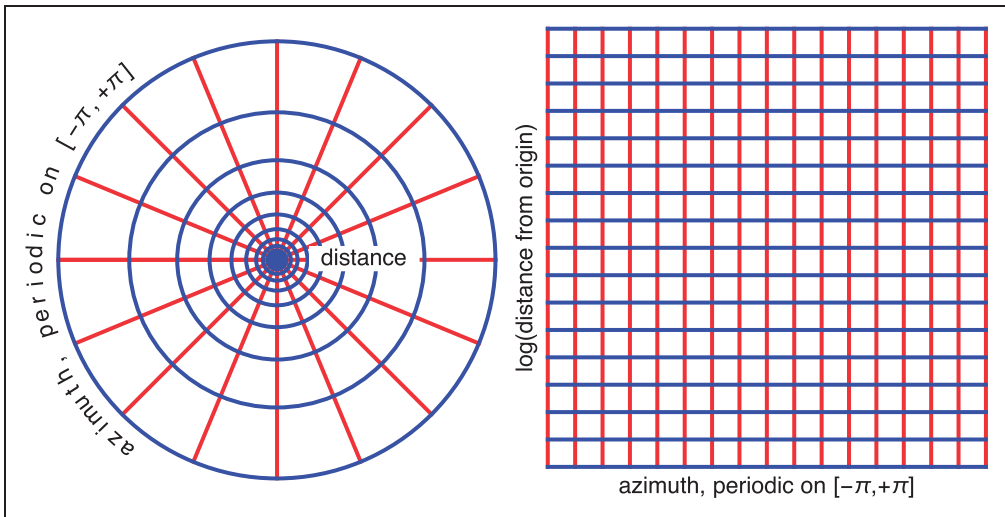 azimuth, periodic on [−π, +π]
distance
log(distance from origin)
azimuth, periodic on [−π,+π]